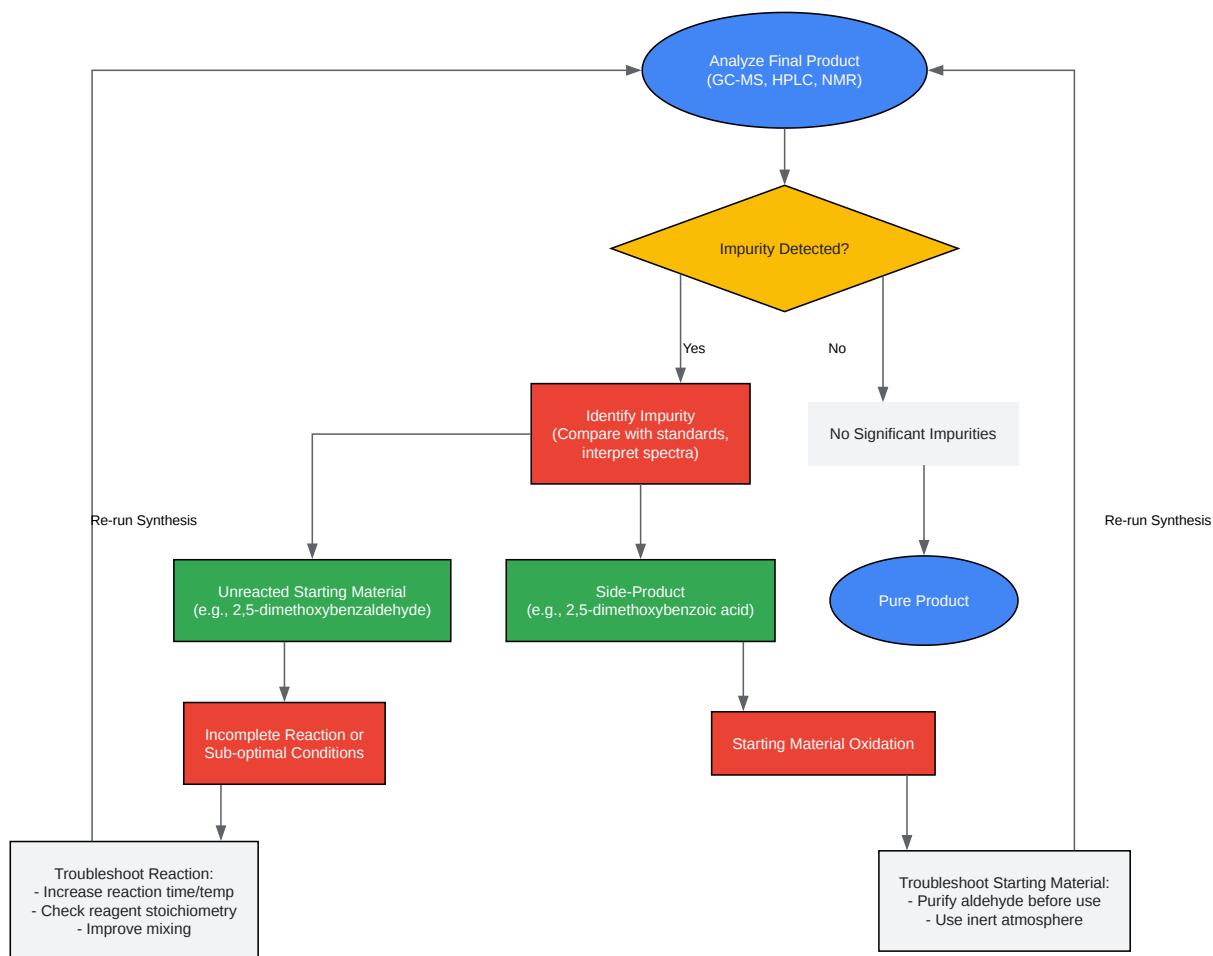 Analyze Final Product
(GC-MS, HPLC, NMR)
Impurity Detected?
Yes
No
Identify Impurity
(Compare with standards,
interpret spectra)
No Significant Impurities
Re-run Synthesis
Re-run Synthesis
Unreacted Starting Material
(e.g., 2,5-dimethoxybenzaldehyde)
Side-Product
(e.g., 2,5-dimethoxybenzoic acid)
Pure Product
Incomplete Reaction or
Sub-optimal Conditions
Starting Material Oxidation
Troubleshoot Reaction:
- Increase reaction time/temp
- Check reagent stoichiometry
- Improve mixing
Troubleshoot Starting Material:
- Purify aldehyde before use
- Use inert atmosphere